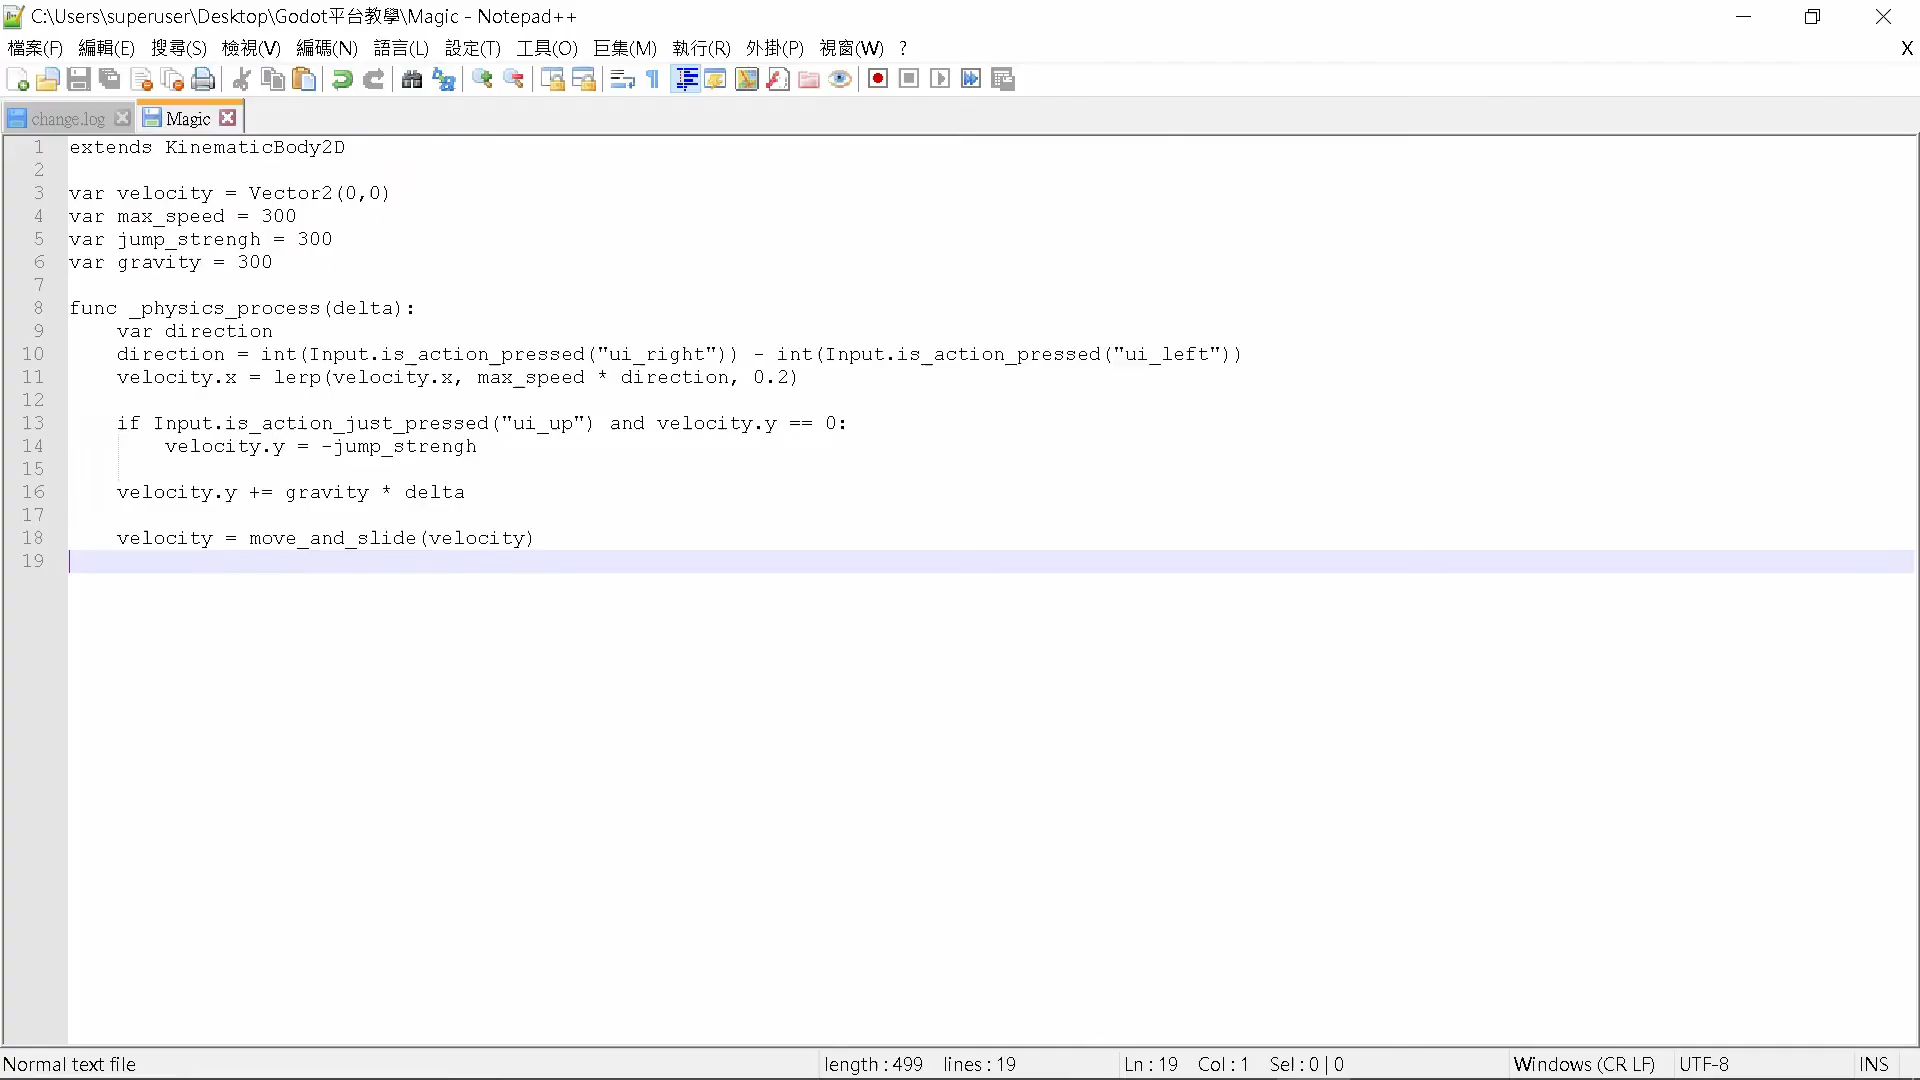 C:\Users\superuser\Desktop\Godot平台教學\Magic - Notepad++
檔案(F) 編輯(E) 搜尋(S) 檢視(V) 編碼(N) 語言(L) 設定(T) 工具(O) 巨集(M) 執行(R) 外掛(P) 視窗(W) ? X
change.log Magic
1 extends KinematicBody2D
2
3 var velocity = Vector2(0,0)
4 var max_speed = 300
5 var jump_strengh = 300
6 var gravity = 300
7
8 func _physics_process(delta):
9     var direction
10     direction = int(Input.is_action_pressed("ui_right")) - int(Input.is_action_pressed("ui_left"))
11     velocity.x = lerp(velocity.x, max_speed * direction, 0.2)
12
13     if Input.is_action_just_pressed("ui_up") and velocity.y == 0:
14         velocity.y = -jump_strengh
15
16     velocity.y += gravity * delta
17
18     velocity = move_and_slide(velocity)
19
Normal text file length : 499 lines : 19 Ln : 19 Col : 1 Sel : 0 | 0 Windows (CR LF) UTF-8 INS